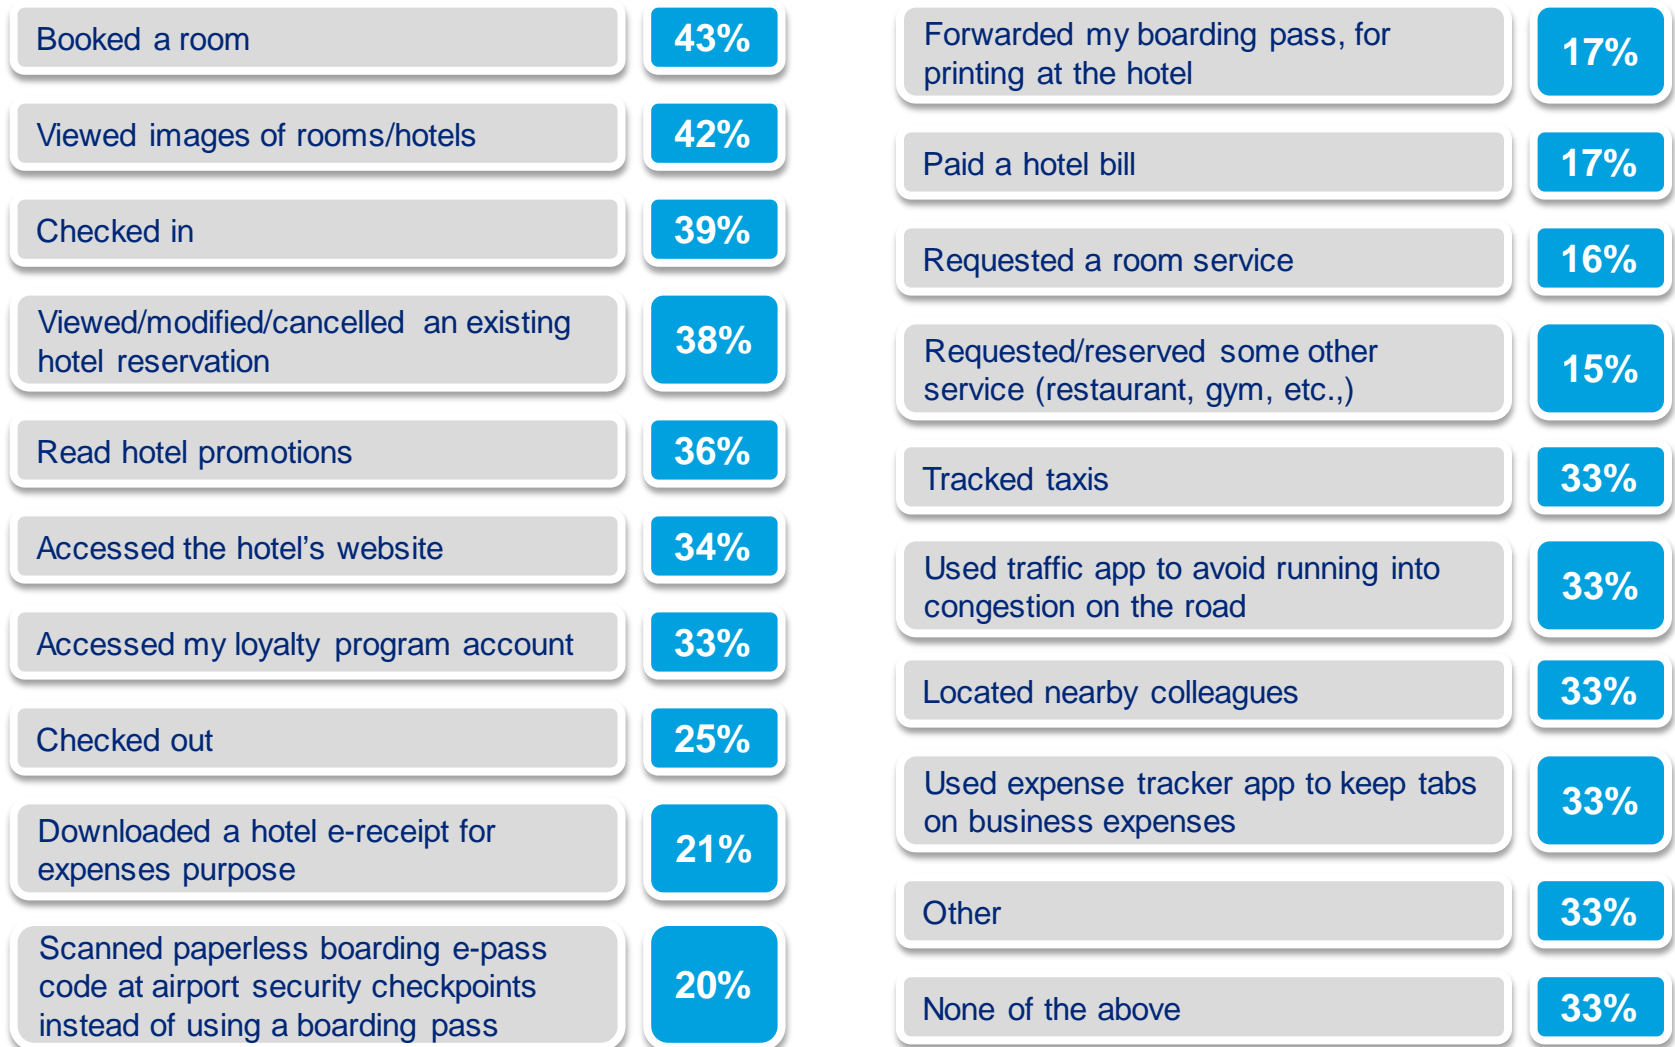 Booked a room
43%
Viewed images of rooms/hotels
42%
Checked in
39%
Viewed/modified/cancelled an existing
hotel reservation
38%
Read hotel promotions
36%
Accessed the hotel’s website
34%
Accessed my loyalty program account
33%
Checked out
25%
Downloaded a hotel e-receipt for
expenses purpose
21%
Scanned paperless boarding e-pass
code at airport security checkpoints
instead of using a boarding pass
20%
Forwarded my boarding pass, for
printing at the hotel
17%
Paid a hotel bill
17%
Requested a room service
16%
Requested/reserved some other
service (restaurant, gym, etc.,)
15%
Tracked taxis
33%
Used traffic app to avoid running into
congestion on the road
33%
Located nearby colleagues
33%
Used expense tracker app to keep tabs
on business expenses
33%
Other
33%
None of the above
33%